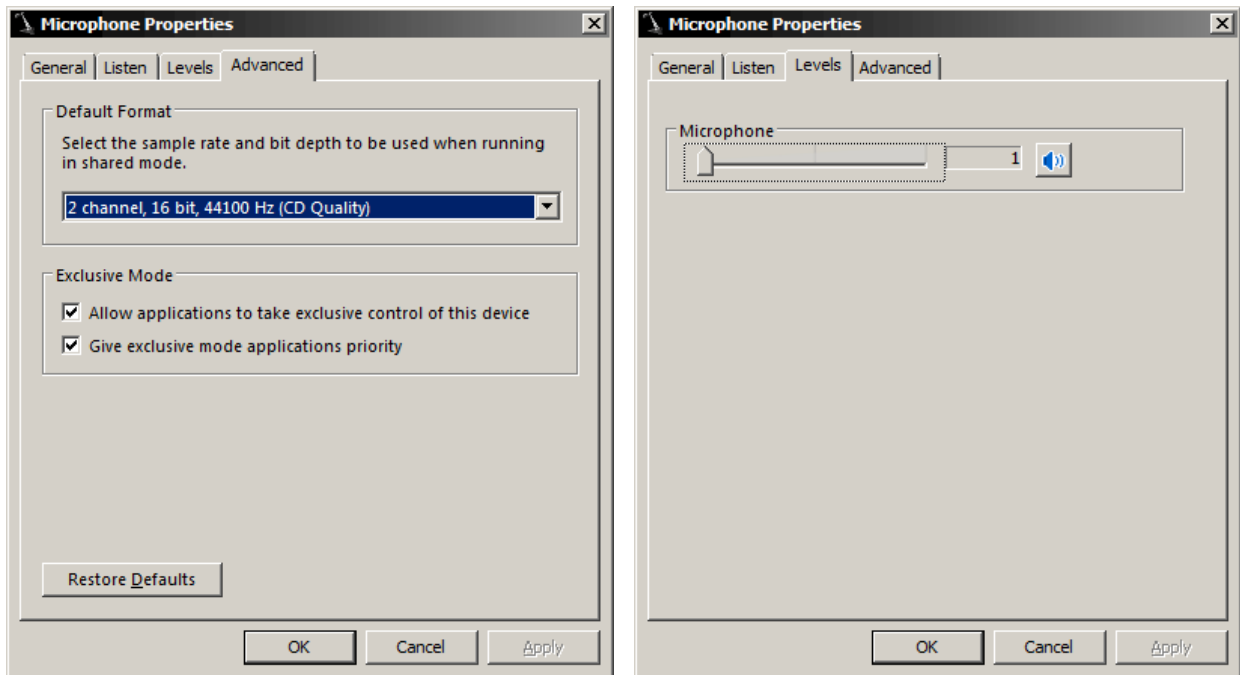 Microphone Properties
General Listen Levels Advanced
Default Format
Select the sample rate and bit depth to be used when running
in shared mode.
2 channel, 16 bit, 44100 Hz (CD Quality)
Exclusive Mode
Allow applications to take exclusive control of this device
Give exclusive mode applications priority
Restore Defaults
OK Cancel Apply
Microphone Properties
General Listen Levels Advanced
Microphone
1
OK Cancel Apply